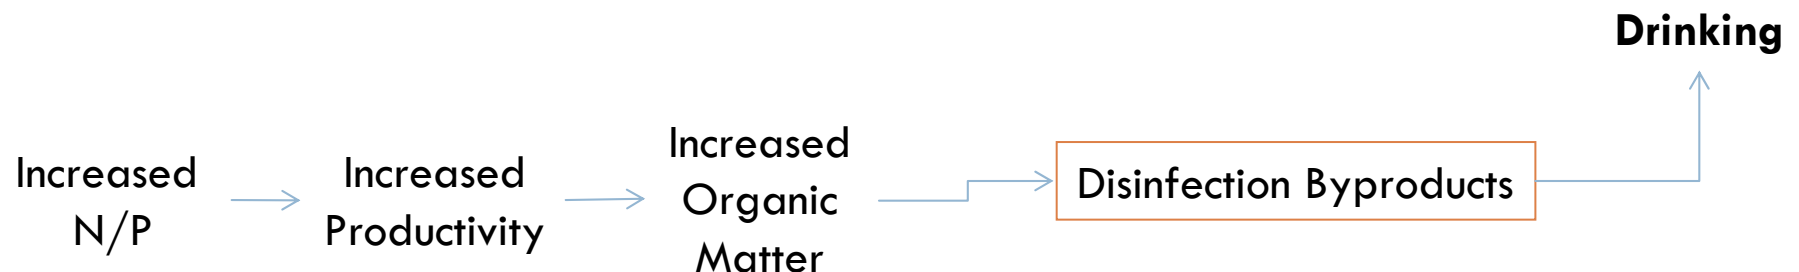 Drinking
Increased
N/P
Increased
Productivity
Increased
Organic
Matter
Disinfection Byproducts